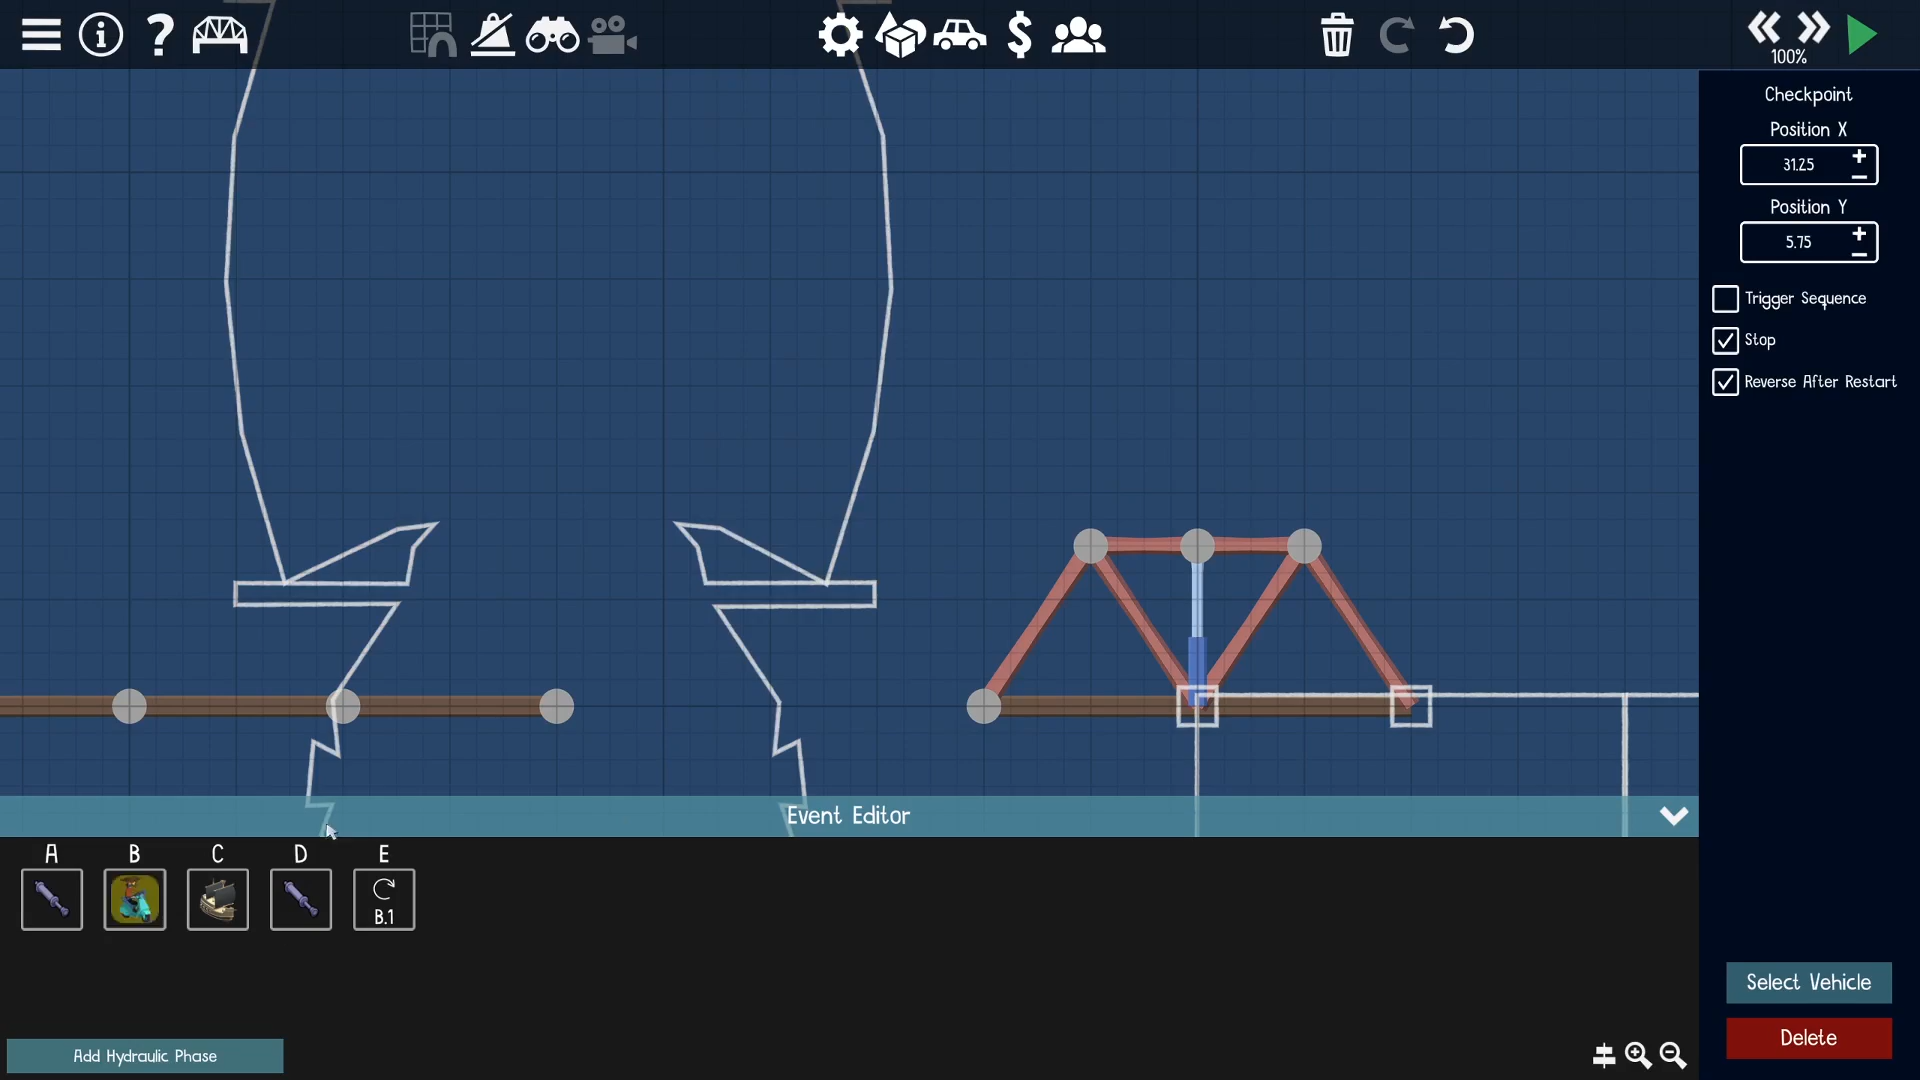 100%
Checkpoint
Position X
31.25
Position Y
5.75
Trigger Sequence
Stop
Reverse After Restart
Event Editor
A B C D E
B.1
Select Vehicle
Delete
Add Hydraulic Phase